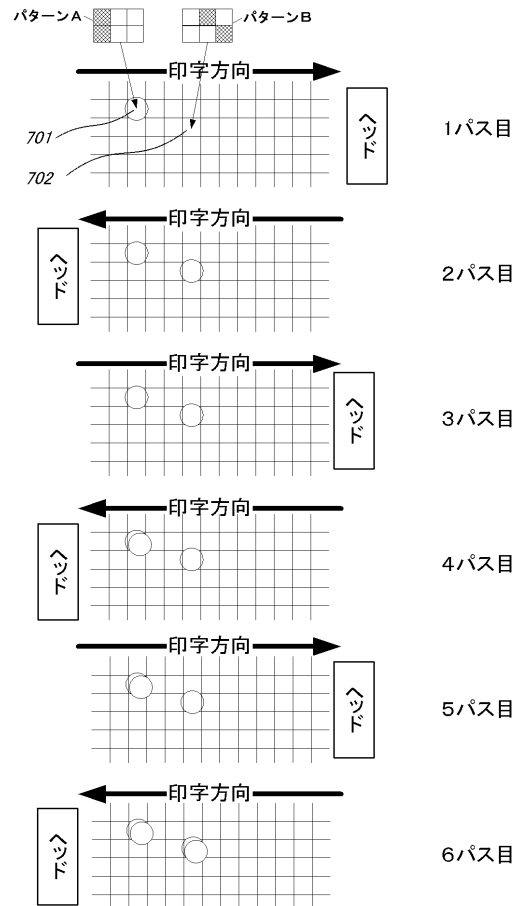 パターンA
パターンB
印字方向
701
702
ヘッド
1パス目
印字方向
ヘッド
2パス目
印字方向
ヘッド
3パス目
印字方向
ヘッド
4パス目
印字方向
ヘッド
5パス目
印字方向
ヘッド
6パス目